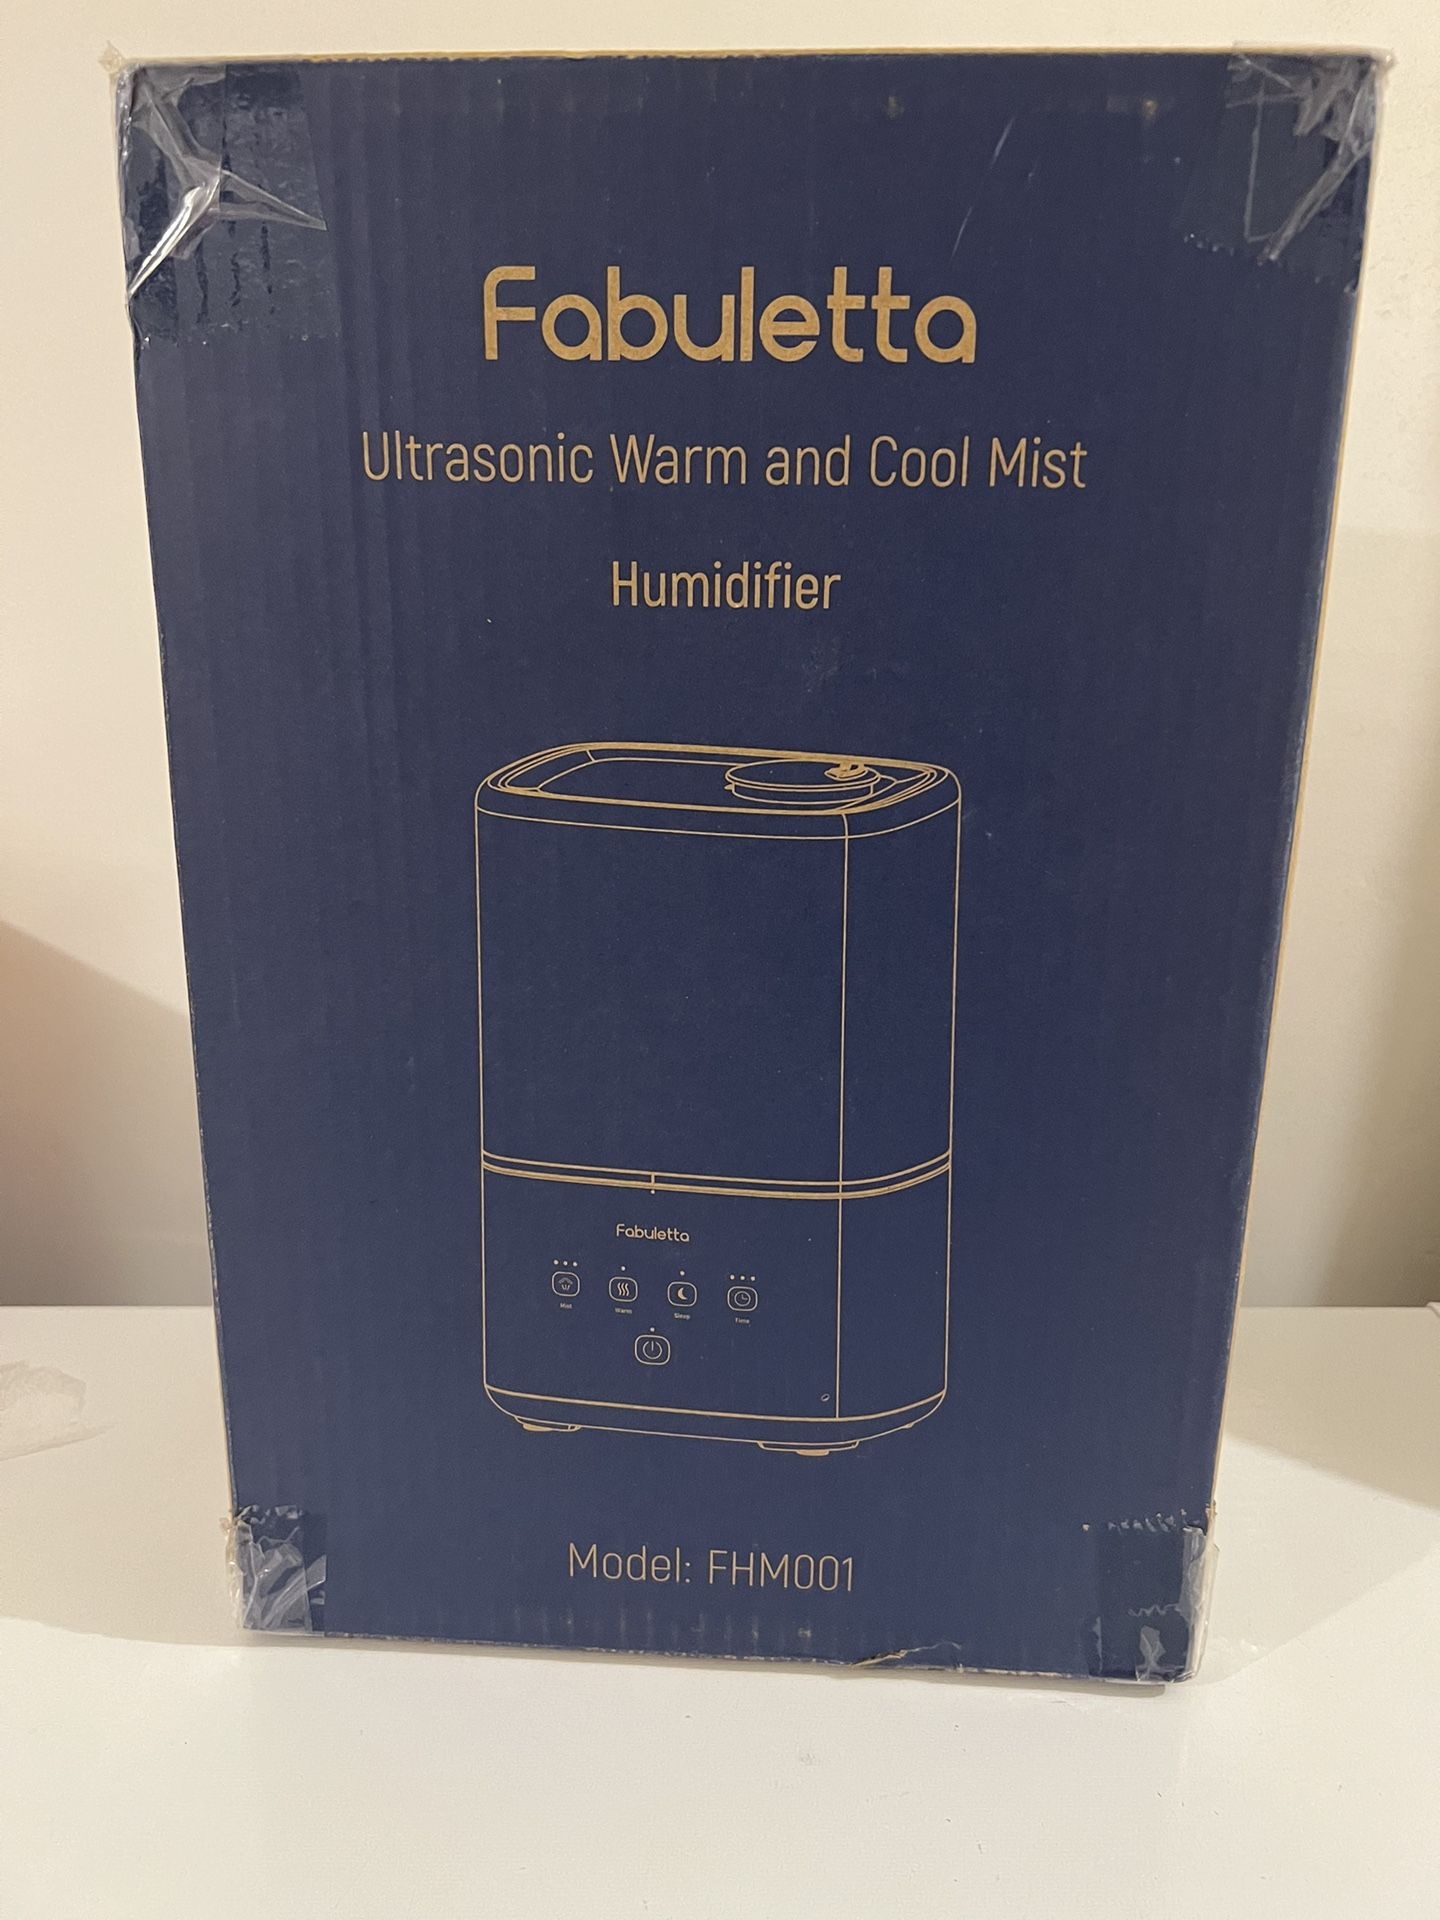 Fabuletta
Ultrasonic Warm and Cool Mist
Humidifier
Fabuletta
Mist Warm Sleep Time
Model: FHM001